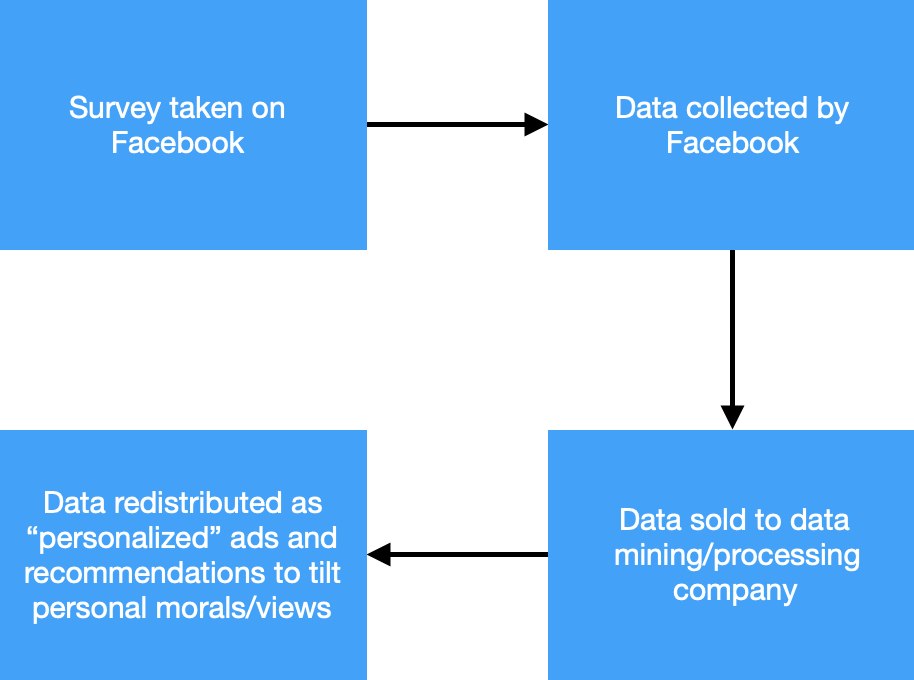 Survey taken on
Facebook
Data collected by
Facebook
Data sold to data
mining/processing
company
Data redistributed as
“personalized” ads and
recommendations to tilt
personal morals/views